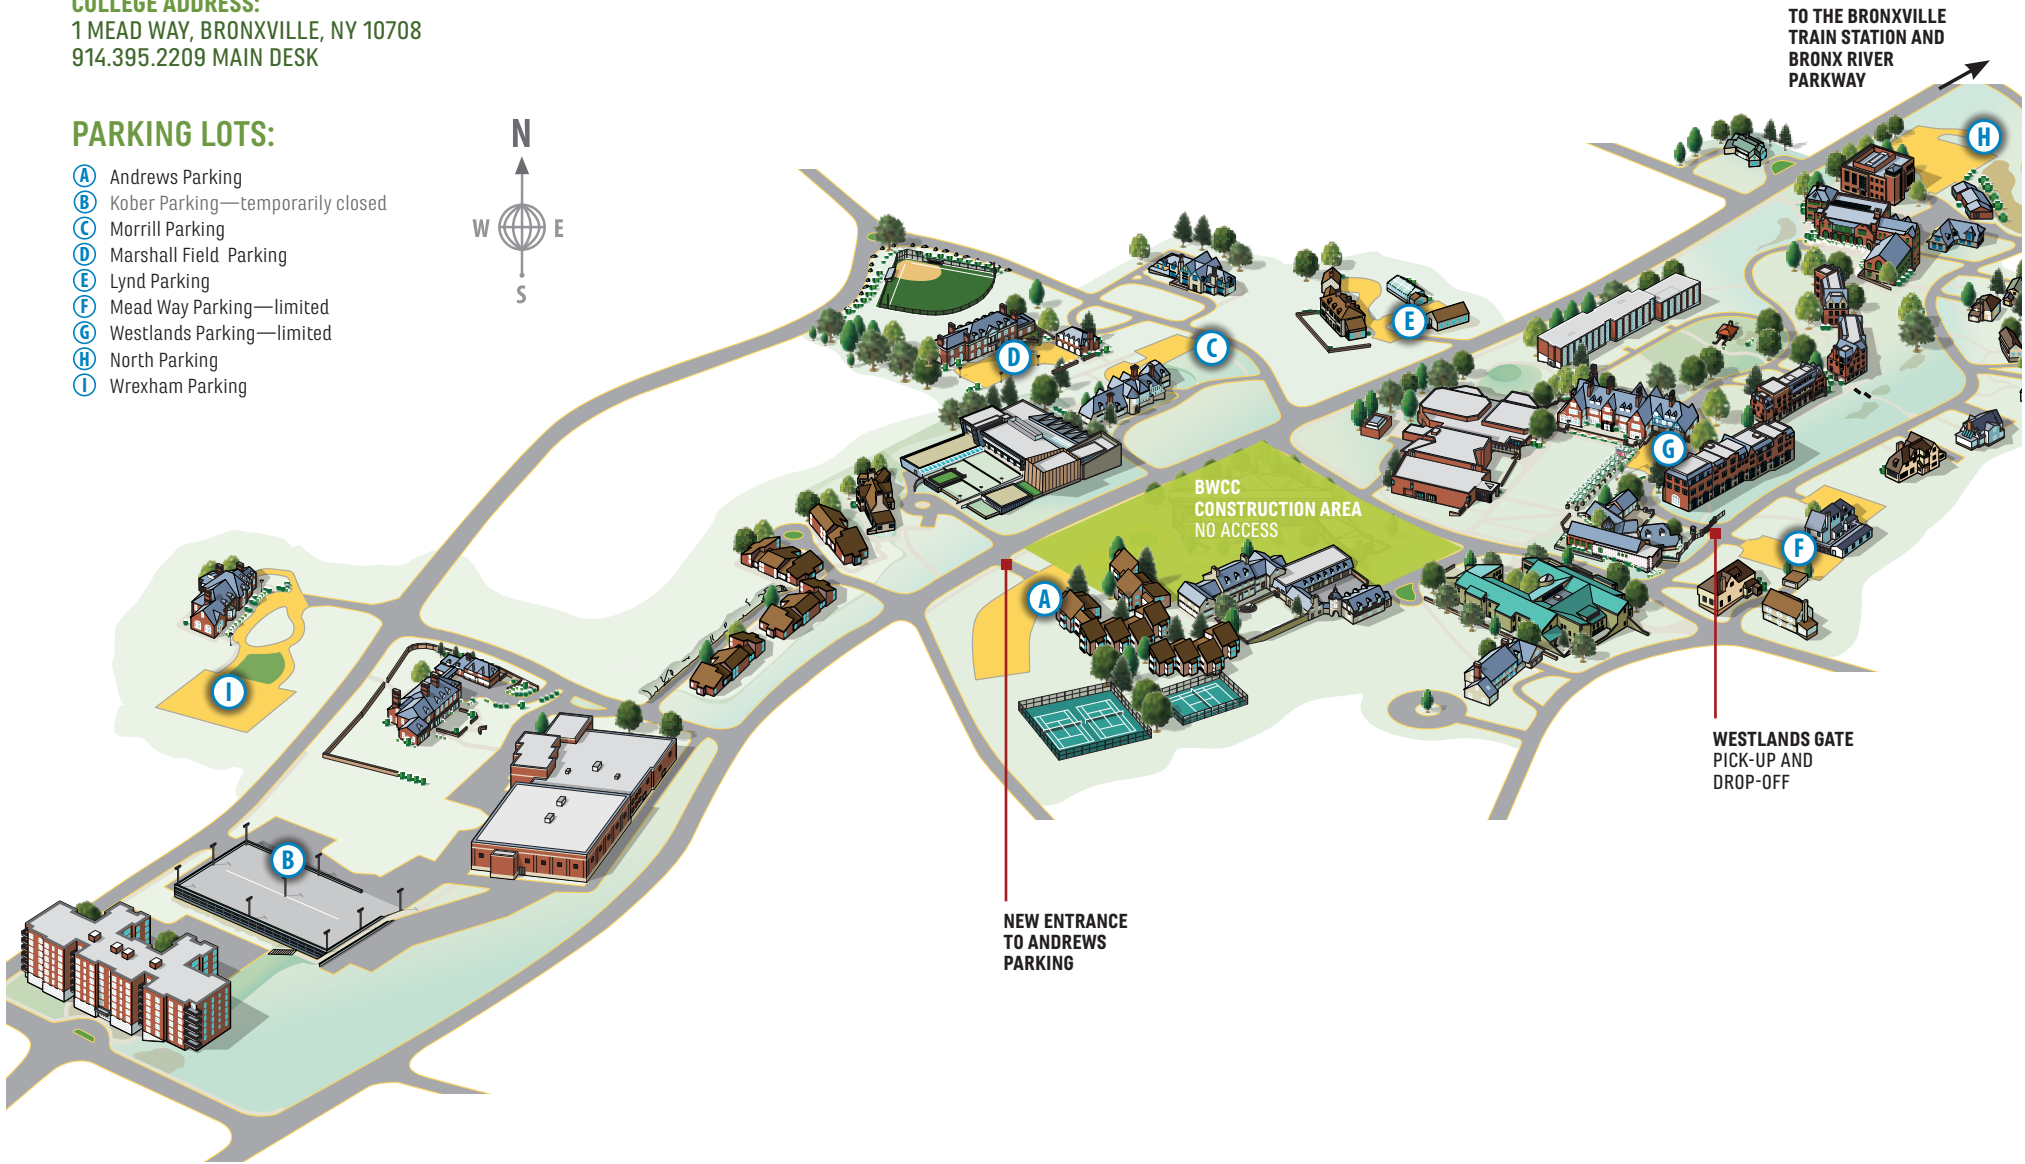 COLLEGE ADDRESS:
1 MEAD WAY, BRONXVILLE, NY 10708
914.395.2209 MAIN DESK
PARKING LOTS:
A Andrews Parking
B Kober Parking—temporarily closed
C Morrill Parking
D Marshall Field Parking
E Lynd Parking
F Mead Way Parking—limited
G Westlands Parking—limited
H North Parking
I Wrexham Parking
N
W E
S
TO THE BRONXVILLE
TRAIN STATION AND
BRONX RIVER
PARKWAY
H
E
C
D
G
BWCC
CONSTRUCTION AREA
NO ACCESS
F
A
I
B
WESTLANDS GATE
PICK-UP AND
DROP-OFF
NEW ENTRANCE
TO ANDREWS
PARKING